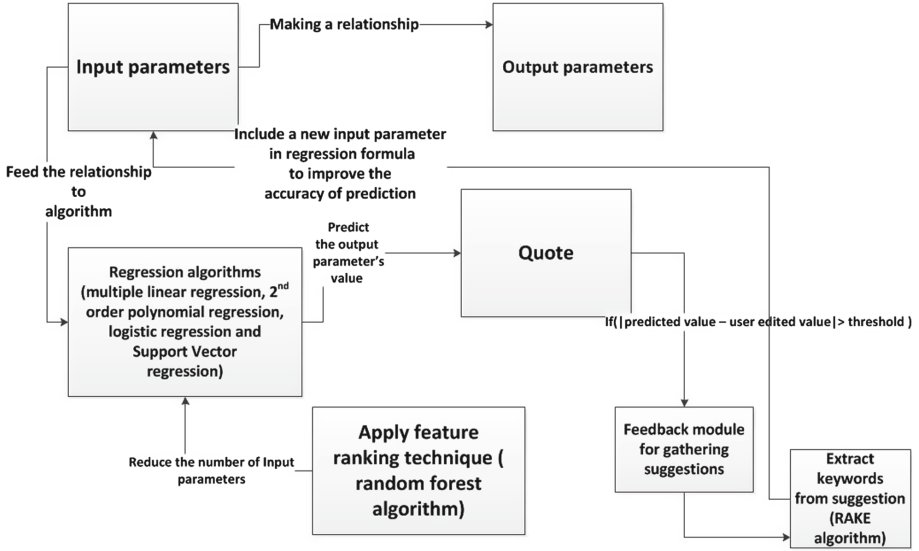 Making a relationship
Input parameters
Output parameters
Include a new input parameter
in regression formula
to improve the
accuracy of prediction
Feed the relationship
to
algorithm
Predict
the output
parameter's
value
Quote
Regression algorithms
(multiple linear regression, 2nd
order polynomial regression,
logistic regression and
Support Vector
regression)
If(|predicted value – user edited value|> threshold )
Apply feature
ranking technique (
random forest
algorithm)
Reduce the number of Input
parameters
Feedback module
for gathering
suggestions
Extract
keywords
from suggestion
(RAKE
algorithm)